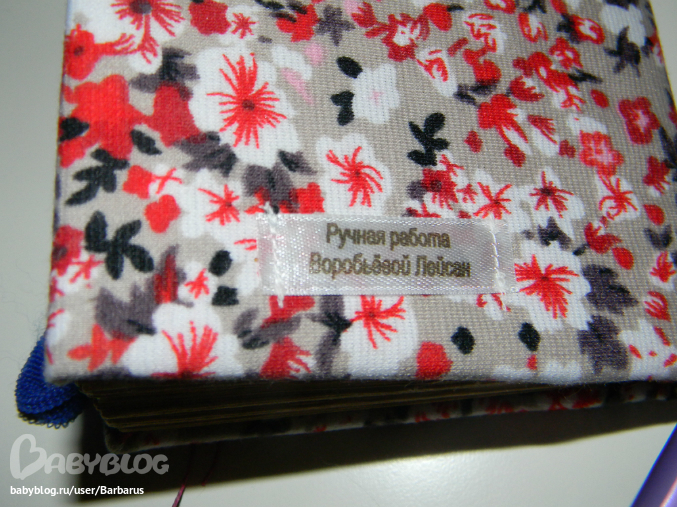 Ручная работа
Воробьёвой Лейсан
BABYBLOG
babyblog.ru/user/Barbarus